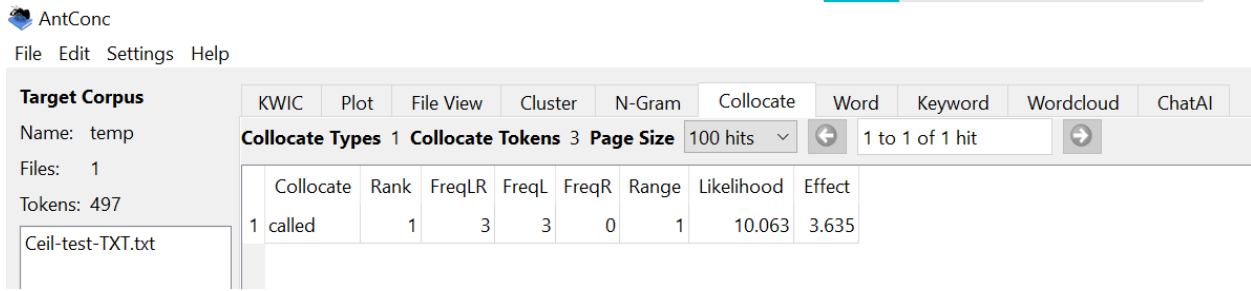 AntConc
File Edit Settings Help
Target Corpus
Name: temp
Files: 1
Tokens: 497
Ceil-test-TXT.txt
KWIC Plot File View Cluster N-Gram Collocate Word Keyword Wordcloud ChatAI
Collocate Types 1 Collocate Tokens 3 Page Size 100 hits 1 to 1 of 1 hit
Collocate Rank FreqLR FreqL FreqR Range Likelihood Effect
1 called 1 3 3 0 1 10.063 3.635